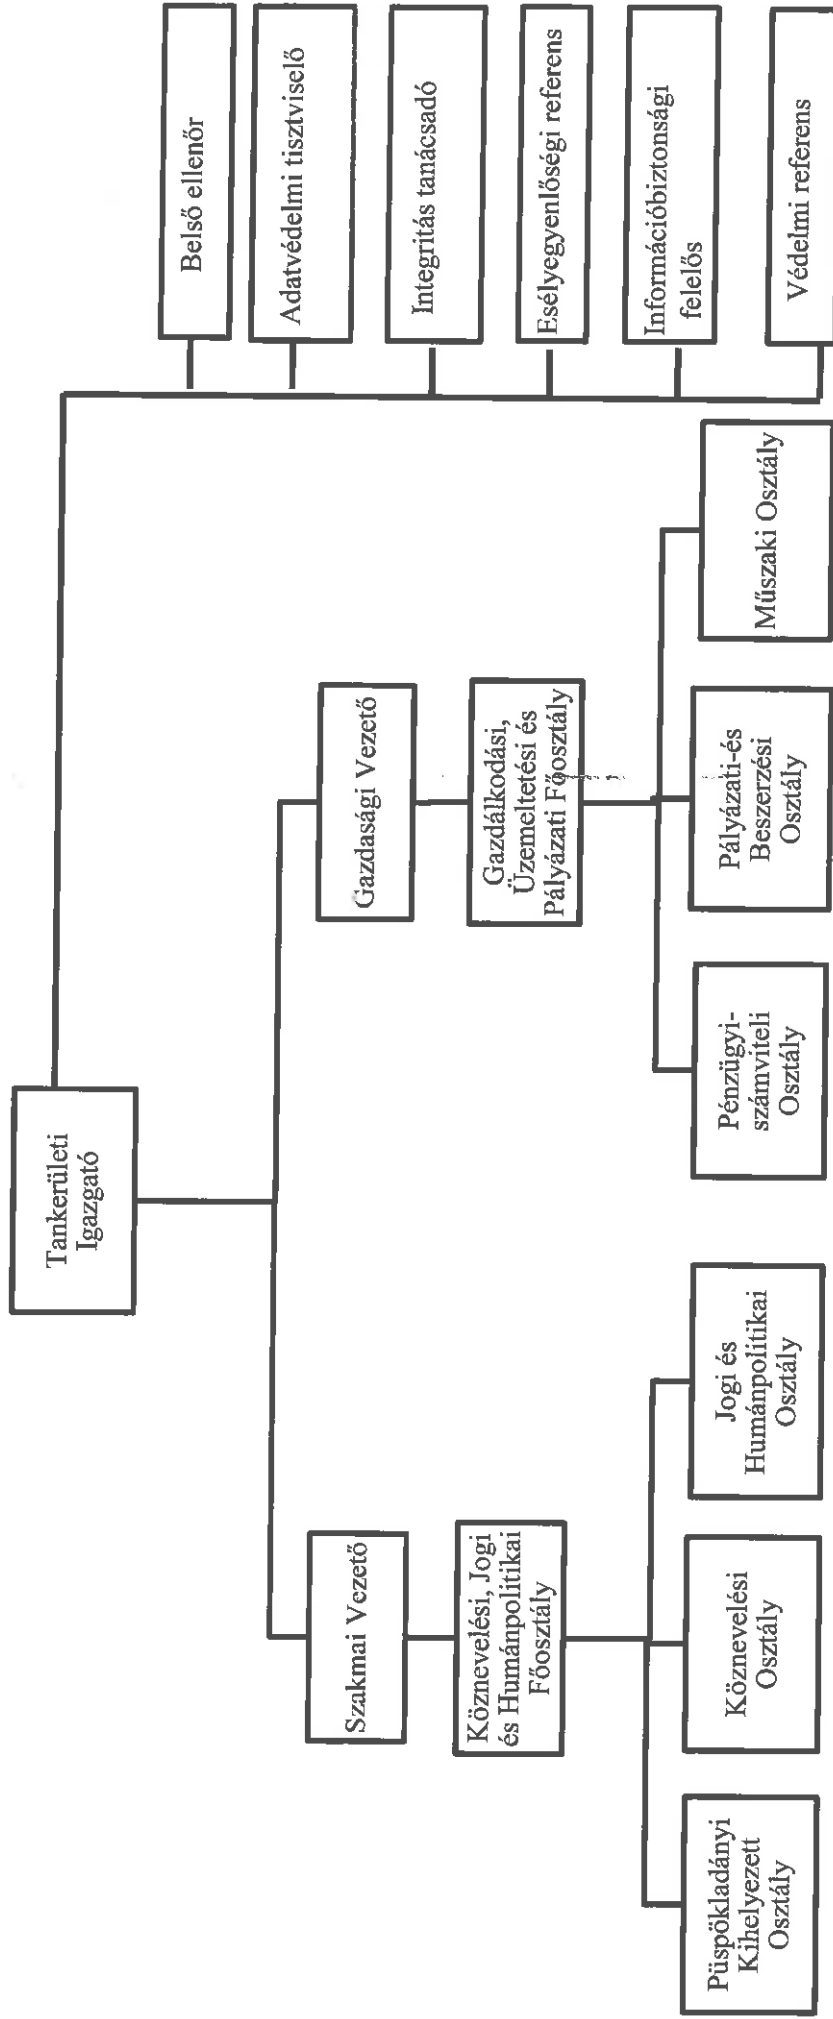 Tankerületi
Igazgató
Belső ellenőr
Adatvédelmi tisztviselő
Integritás tanácsadó
Esélyegyenlőségi referens
Információbiztonsági
felelős
Védelmi referens
Szakmai Vezető
Gazdasági Vezető
Köznevelési, Jogi
és Humánpolitikai
Főosztály
Gazdálkodási,
Üzemeltetési és
Pályázati Főosztály
Püspökladányi
Kihelyezett
Osztály
Köznevelési
Osztály
Jogi és
Humánpolitikai
Osztály
Pénzügyi-
számviteli
Osztály
Pályázati-és
Beszerzési
Osztály
Műszaki Osztály